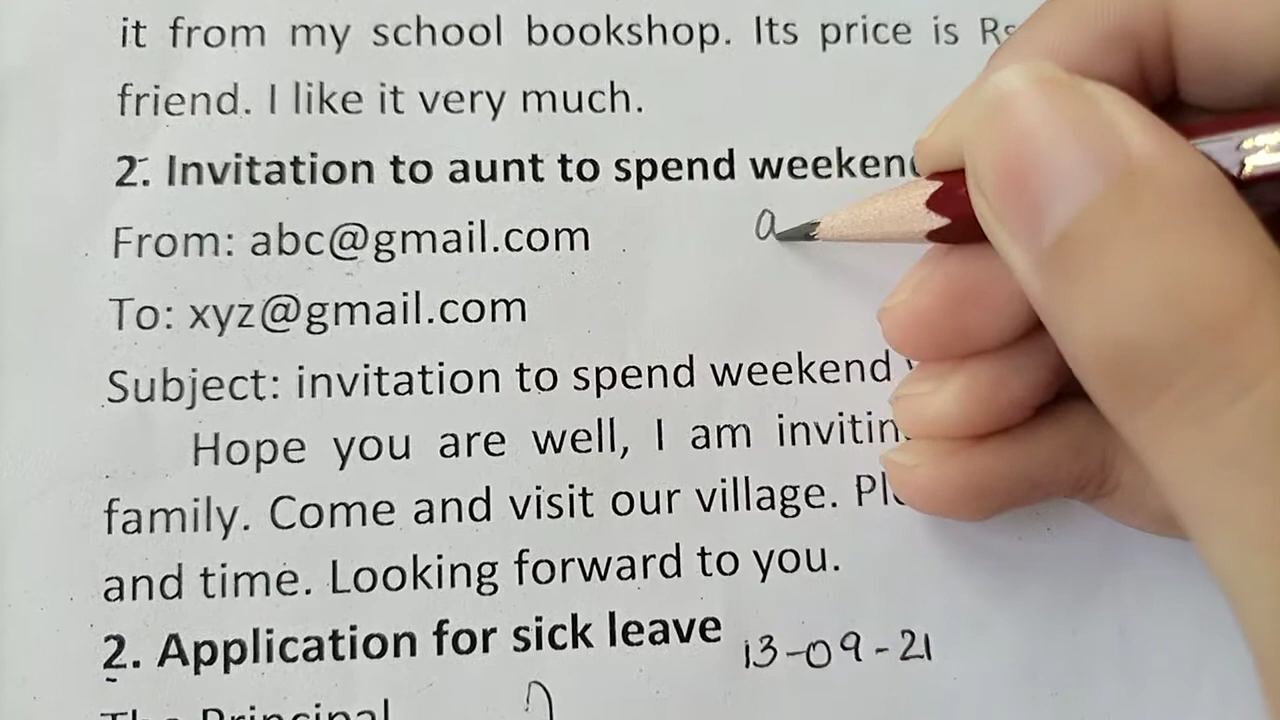 it from my school bookshop. Its price is Rs
friend. I like it very much.
2. Invitation to aunt to spend
From: abc@gmail.com a
To: xyz@gmail.com
Subject: invitation to spend weekend
Hope you are well, I am
family. Come and visit our village.
and time. Looking forward to you.
2. Application for sick leave 13-09-21
The Principal